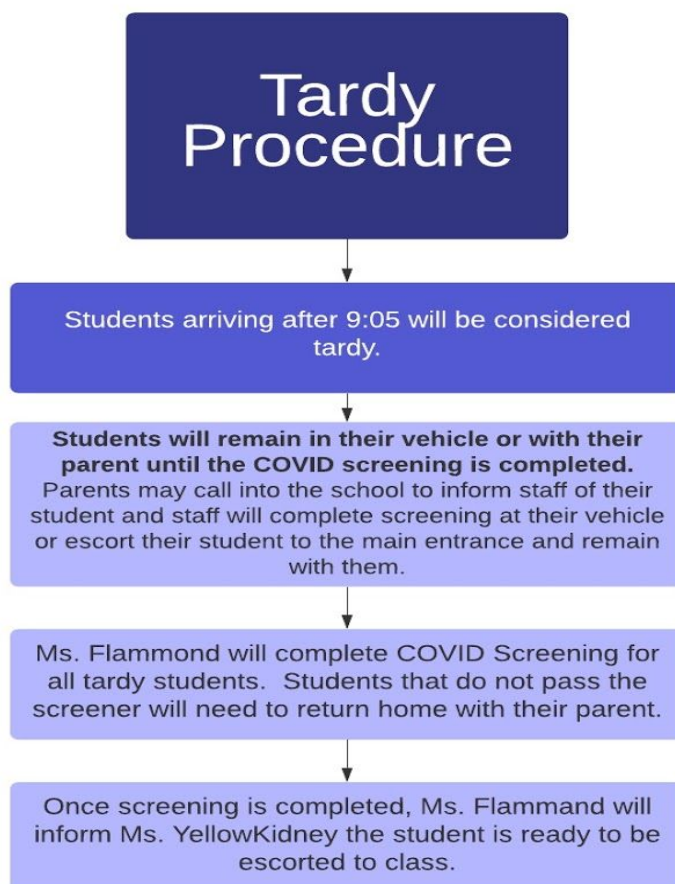 Tardy
Procedure
Students arriving after 9:05 will be considered
tardy.
Students will remain in their vehicle or with their
parent until the COVID screening is completed.
Parents may call into the school to inform staff of their
student and staff will complete screening at their vehicle
or escort their student to the main entrance and remain
with them.
Ms. Flammond will complete COVID Screening for
all tardy students.  Students that do not pass the
screener will need to return home with their parent.
Once screening is completed, Ms. Flammand will
inform Ms. YellowKidney the student is ready to be
escorted to class.